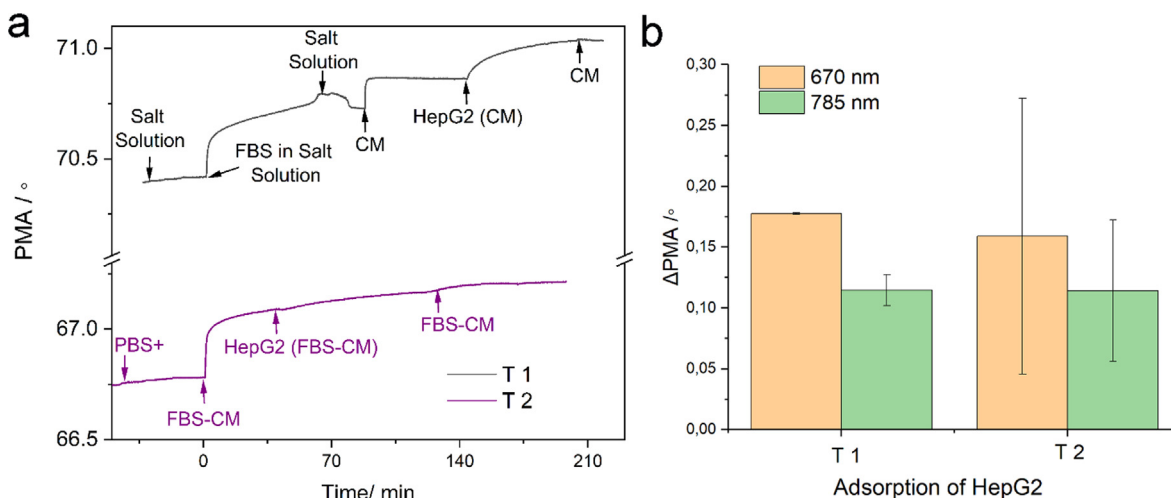 a
PMA / °
71.0
70.5
67.0
66.5
Salt
Solution
FBS in Salt
Solution
Salt
Solution
CM
HepG2 (CM)
CM
PBS+
FBS-CM
HepG2 (FBS-CM)
FBS-CM
T 1
T 2
0
70
140
210
Time/ min
b
ΔPMA /°
0,30
0,25
0,20
0,15
0,10
0,05
0,00
670 nm
785 nm
T 1
T 2
Adsorption of HepG2